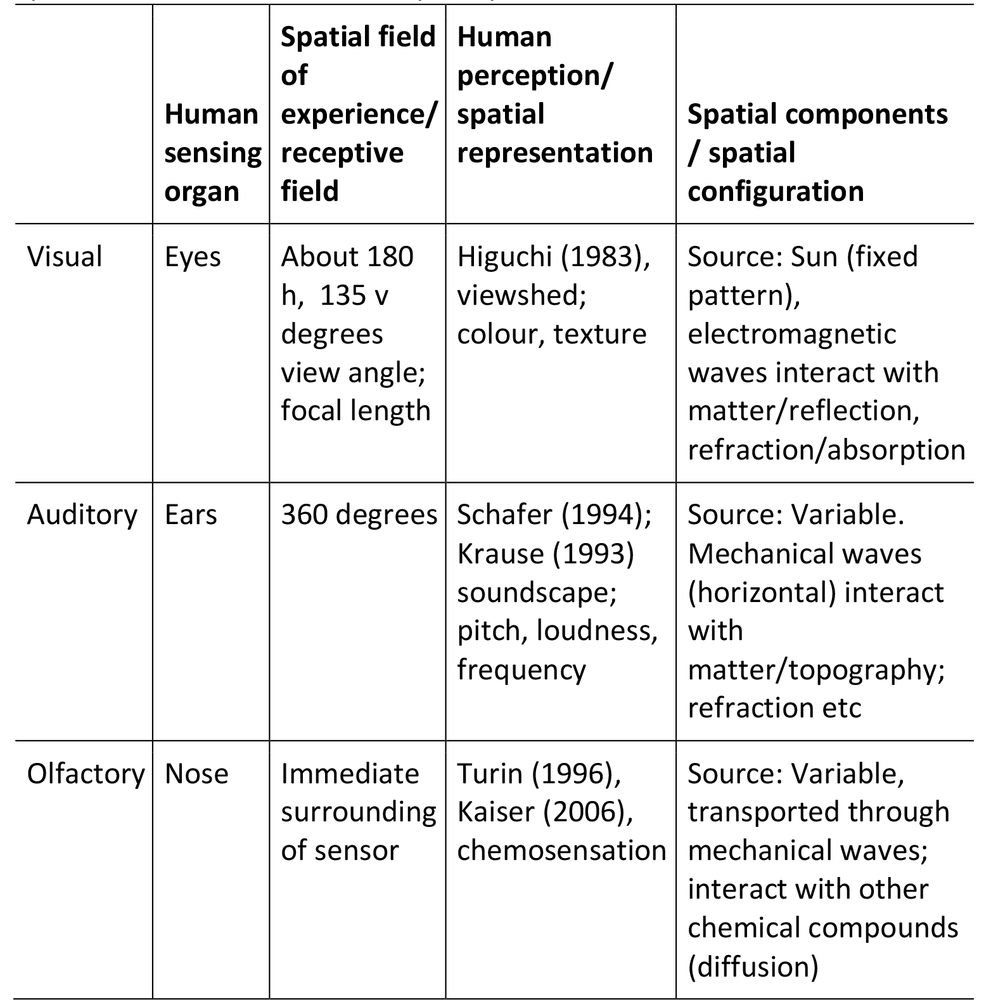 Human sensing organ
Spatial field of experience/ receptive field
Human perception/ spatial representation
Spatial components / spatial configuration
Visual
Eyes
About 180 h,  135 v degrees view angle; focal length
Higuchi (1983), viewshed; colour, texture
Source: Sun (fixed pattern), electromagnetic waves interact with matter/reflection, refraction/absorption
Auditory
Ears
360 degrees
Schafer (1994); Krause (1993) soundscape; pitch, loudness, frequency
Source: Variable. Mechanical waves (horizontal) interact with matter/topography; refraction etc
Olfactory
Nose
Immediate surrounding of sensor
Turin (1996), Kaiser (2006), chemosensation
Source: Variable, transported through mechanical waves; interact with other chemical compounds (diffusion)